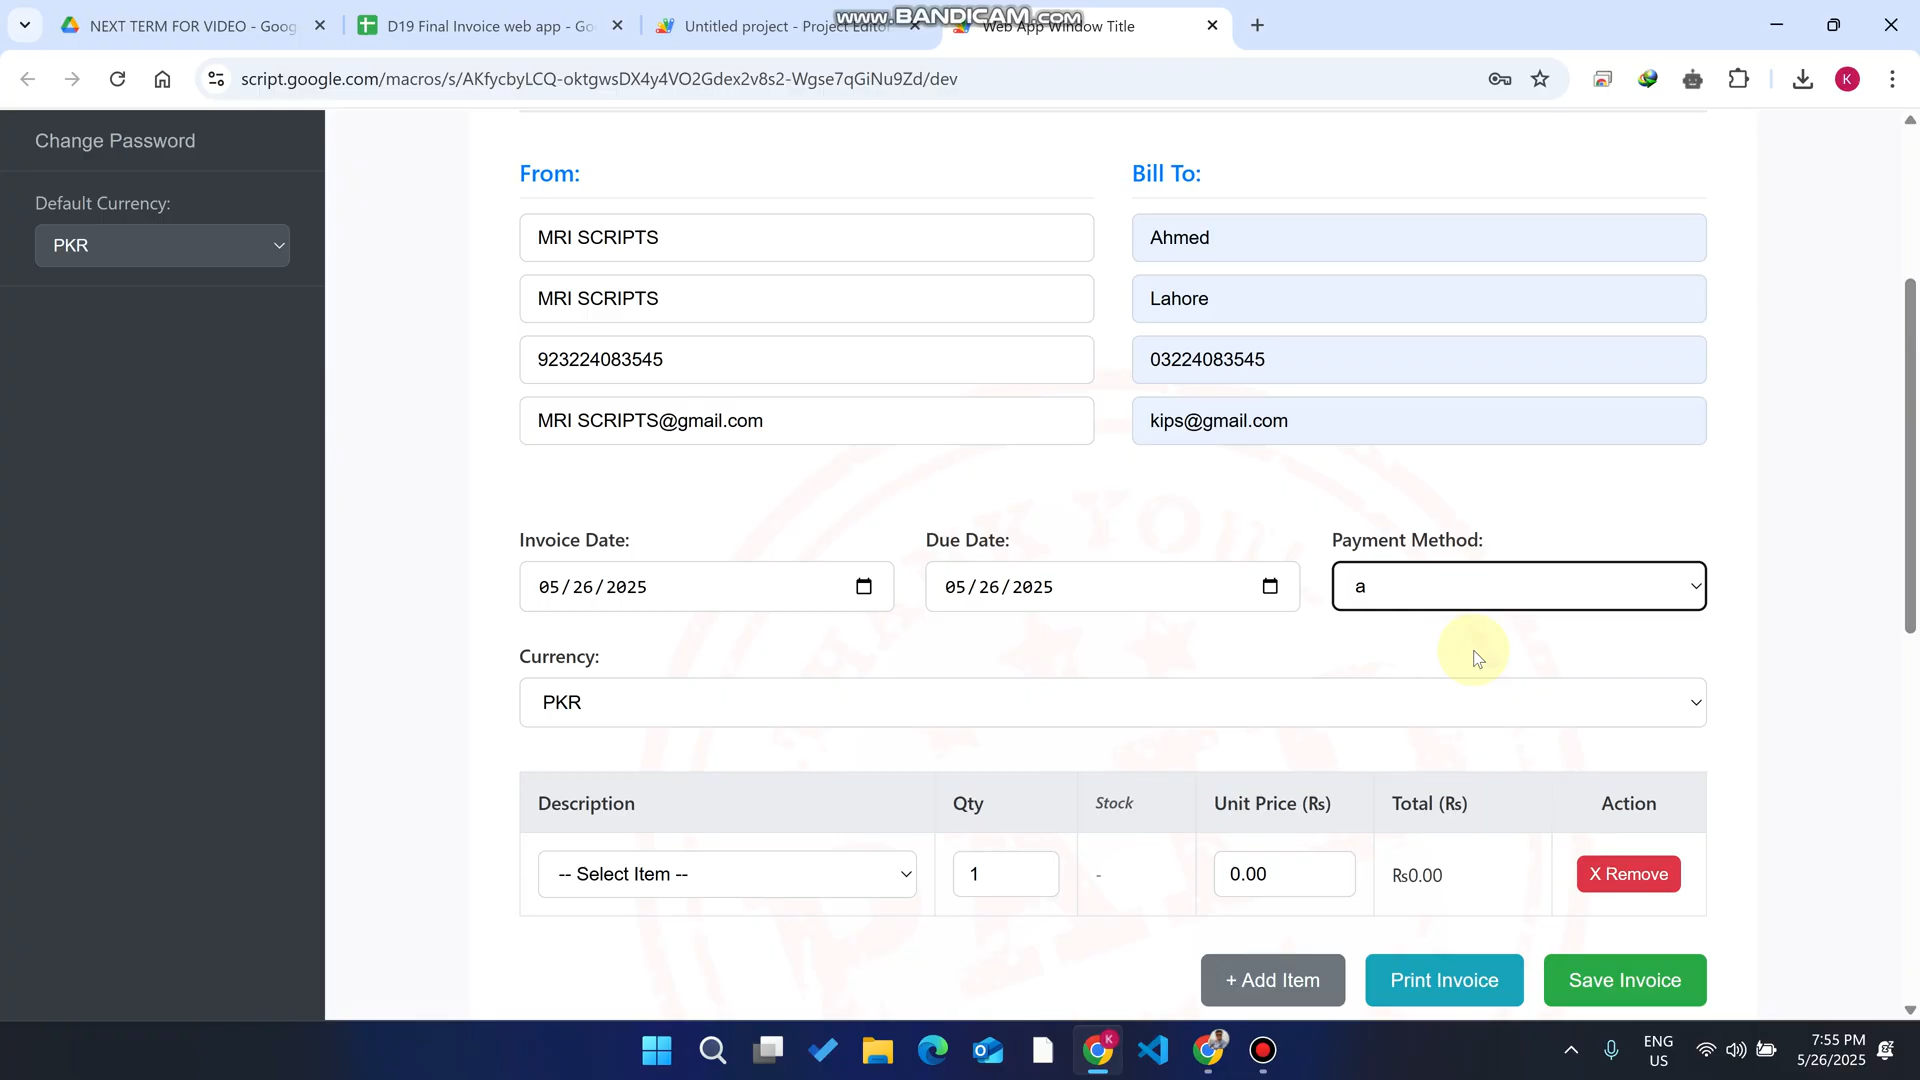 www.BANDICAM.com
NEXT TERM FOR VIDEO - Goog
D19 Final Invoice web app - Go
Untitled project - Project Editor
Web App Window Title
script.google.com/macros/s/AKfycbyLCQ-oktgwsDX4y4VO2Gdex2v8s2-Wgse7qGiNu9Zd/dev
K
Change Password
Default Currency:
PKR
From:
Bill To:
MRI SCRIPTS
Ahmed
MRI SCRIPTS
Lahore
923224083545
03224083545
MRI SCRIPTS@gmail.com
kips@gmail.com
THANK YOU
Invoice Date:
Due Date:
Payment Method:
05/26/2025
05/26/2025
a
Currency:
PKR
PAID
Description
Qty
Stock
Unit Price (₨)
Total (₨)
Action
-- Select Item --
1
-
0.00
₨0.00
X Remove
+ Add Item
Print Invoice
Save Invoice
K
ENG
US
7:55 PM
5/26/2025